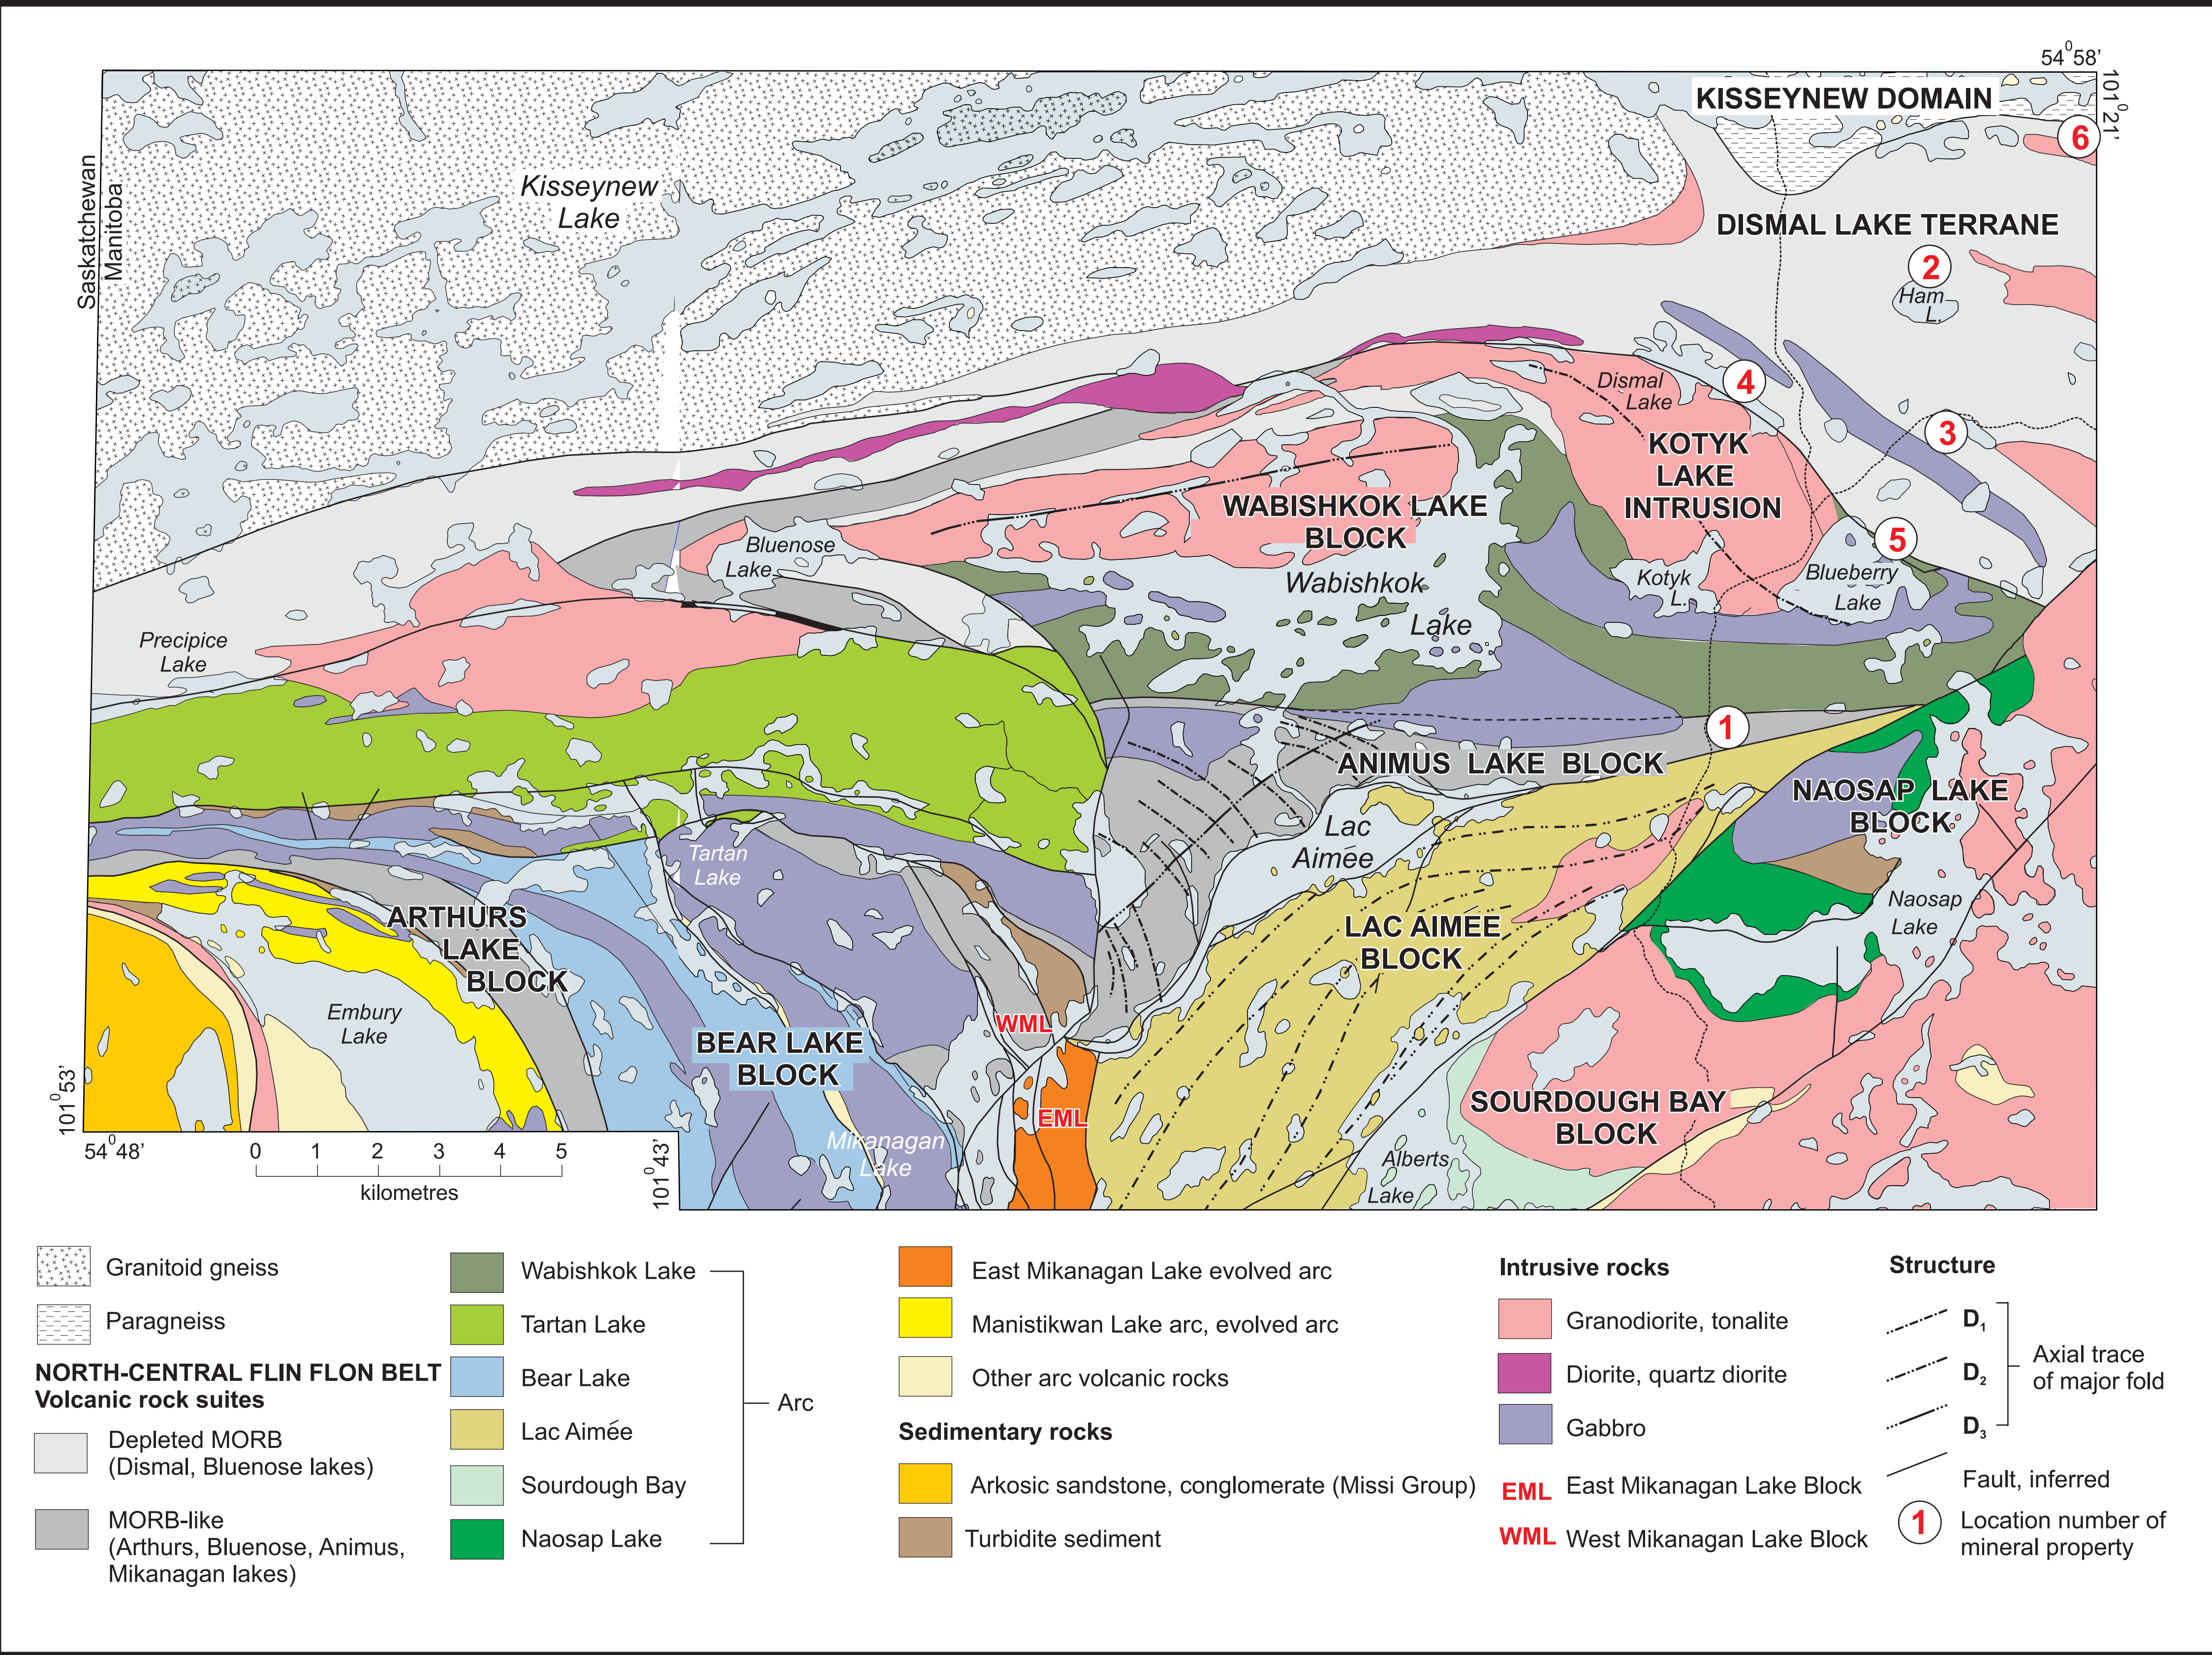 54°58'
101°21'
KISSEYNEW DOMAIN
6
Saskatchewan
Manitoba
Kisseynew
Lake
DISMAL LAKE TERRANE
2
Ham
L.
4
Dismal
Lake
3
KOTYK
LAKE
INTRUSION
WABISHKOK LAKE
BLOCK
5
Bluenose
Lake
Wabishkok
Lake
Kotyk
L.
Blueberry
Lake
Precipice
Lake
1
ANIMUS LAKE BLOCK
NAOSAP LAKE
BLOCK
Lac
Aimée
Tartan
Lake
Naosap
Lake
ARTHURS
LAKE
BLOCK
LAC AIMEE
BLOCK
Embury
Lake
WML
BEAR LAKE
BLOCK
EML
SOURDOUGH BAY
BLOCK
Mikanagan
Lake
Alberts
Lake
101°53'
54°48'
101°43'
0 1 2 3 4 5
kilometres
Granitoid gneiss
Paragneiss
NORTH-CENTRAL FLIN FLON BELT
Volcanic rock suites
Depleted MORB
(Dismal, Bluenose lakes)
MORB-like
(Arthurs, Bluenose, Animus,
Mikanagan lakes)
Wabishkok Lake
Tartan Lake
Bear Lake
Lac Aimée
Sourdough Bay
Naosap Lake
Arc
East Mikanagan Lake evolved arc
Manistikwan Lake arc, evolved arc
Other arc volcanic rocks
Sedimentary rocks
Arkosic sandstone, conglomerate (Missi Group)
Turbidite sediment
Intrusive rocks
Granodiorite, tonalite
Diorite, quartz diorite
Gabbro
EML East Mikanagan Lake Block
WML West Mikanagan Lake Block
Structure
D1
D2
D3
Axial trace
of major fold
Fault, inferred
1 Location number of
mineral property